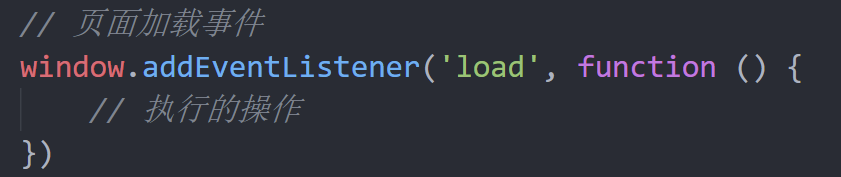 // 页面加载事件
window.addEventListener('load', function () {
    // 执行的操作
})